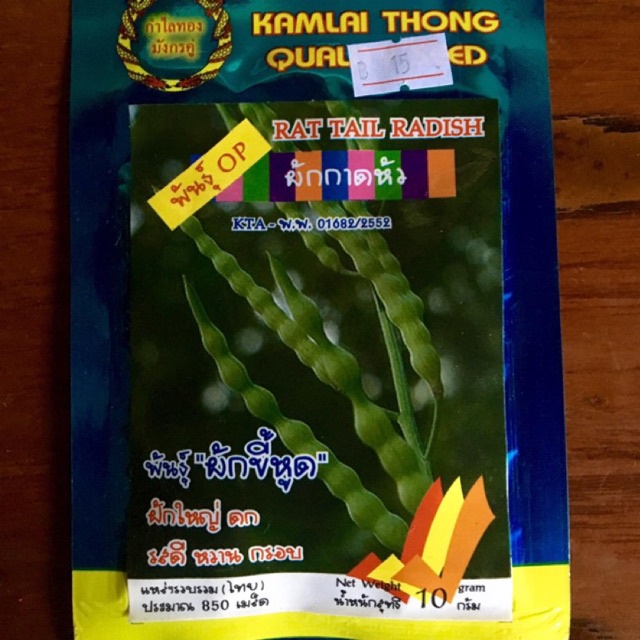 กำไลทอง
มังกรคู่
KAMLAI THONG
QUAL ED
฿ 15
RAT TAIL RADISH
พันธุ์ OP
ผักกาดหัว
KTA - พ.พ. 01682/2552
พันธุ์ "ผักขี้หูด"
ฝักใหญ่ ดก
รสดี หวาน กรอบ
แหล่งรวบรวม (ไทย)
ประมาณ 850 เมล็ด
Net Weight 10 gram
น้ำหนักสุทธิ กรัม